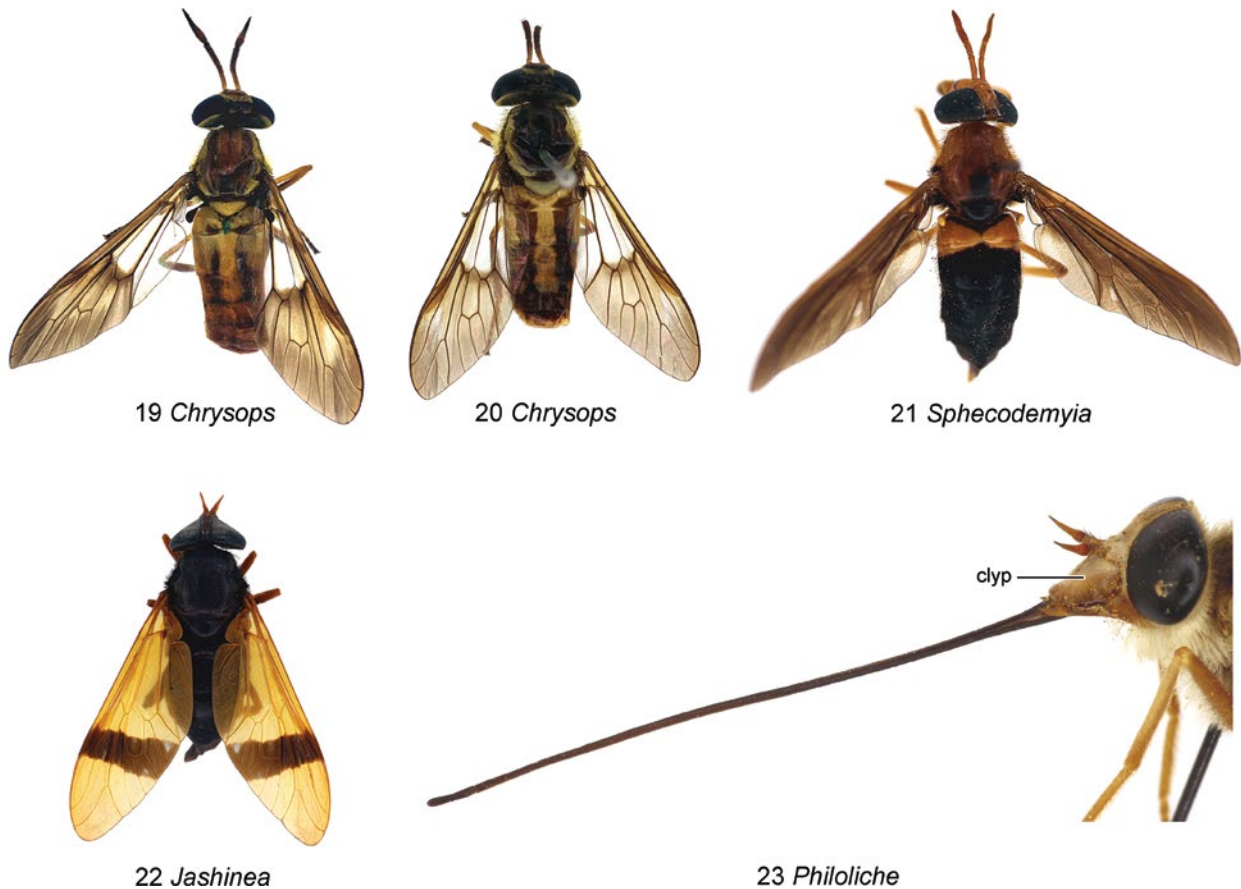 19 Chrysops
20 Chrysops
21 Sphecodemyia
clyp
22 Jashinea
23 Philoliche